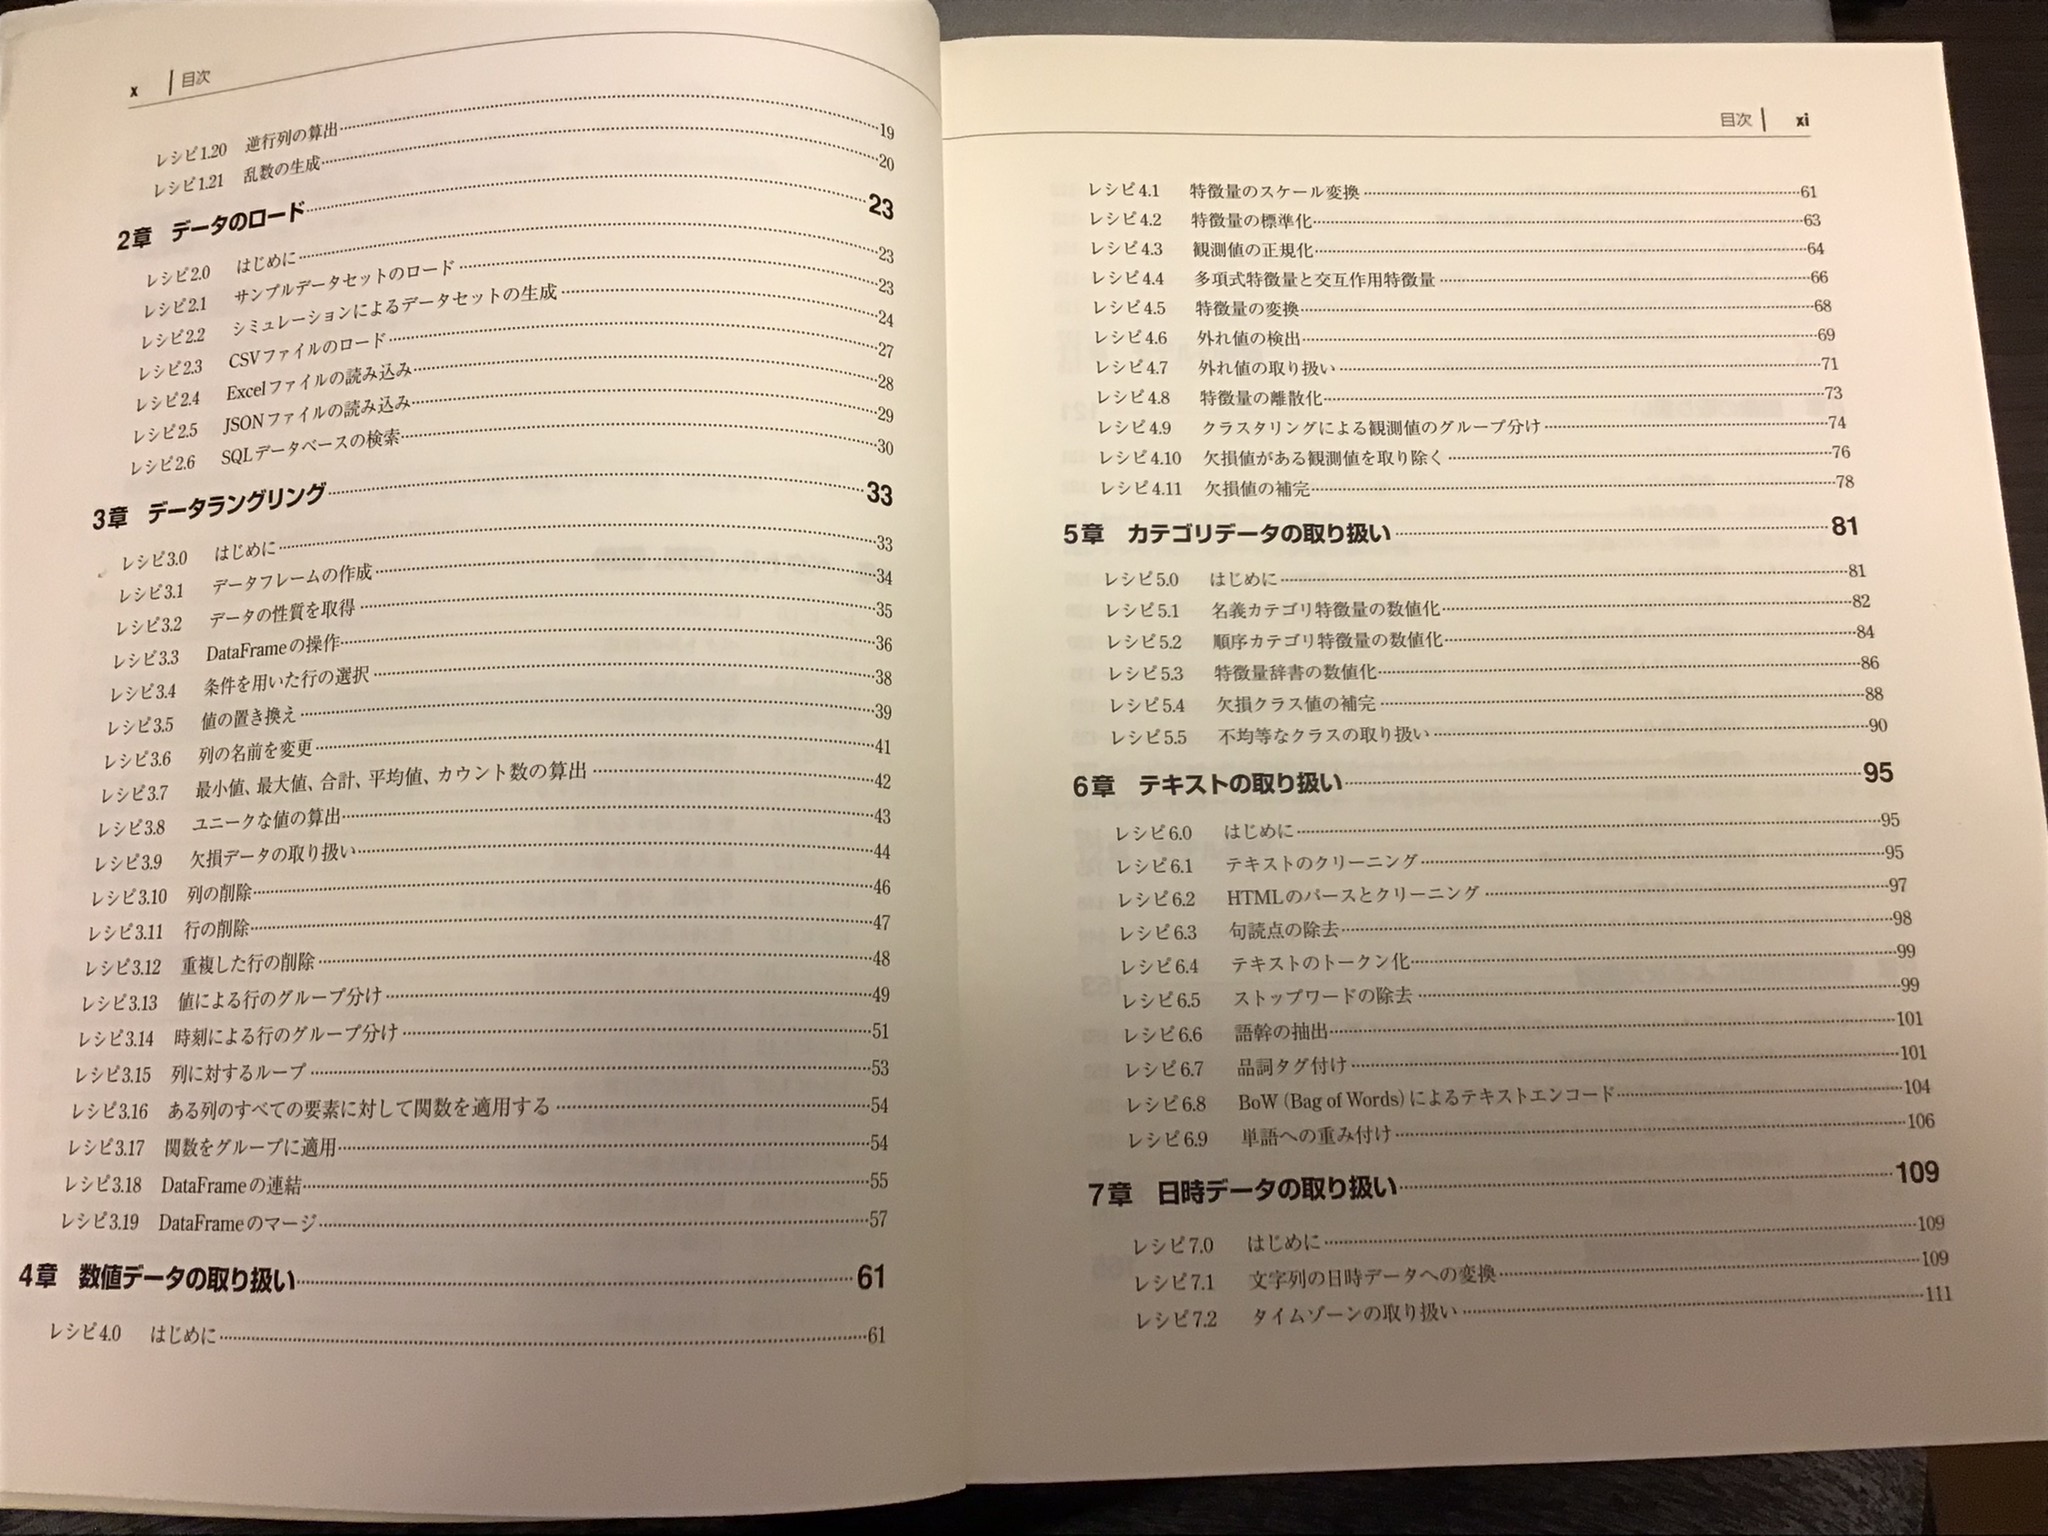 x | 目次
レシピ1.20 逆行列の算出 19
レシピ1.21 乱数の生成 20
2章 データのロード 23
レシピ2.0 はじめに 23
レシピ2.1 サンプルデータセットのロード 23
レシピ2.2 シミュレーションによるデータセットの生成 24
レシピ2.3 CSVファイルのロード 27
レシピ2.4 Excelファイルの読み込み 28
レシピ2.5 JSONファイルの読み込み 29
レシピ2.6 SQLデータベースの検索 30
3章 データラングリング 33
レシピ3.0 はじめに 33
レシピ3.1 データフレームの作成 34
レシピ3.2 データの性質を取得 35
レシピ3.3 DataFrameの操作 36
レシピ3.4 条件を用いた行の選択 38
レシピ3.5 値の置き換え 39
レシピ3.6 列の名前を変更 41
レシピ3.7 最小値、最大値、合計、平均値、カウント数の算出 42
レシピ3.8 ユニークな値の算出 43
レシピ3.9 欠損データの取り扱い 44
レシピ3.10 列の削除 46
レシピ3.11 行の削除 47
レシピ3.12 重複した行の削除 48
レシピ3.13 値による行のグループ分け 49
レシピ3.14 時刻による行のグループ分け 51
レシピ3.15 列に対するループ 53
レシピ3.16 ある列のすべての要素に対して関数を適用する 54
レシピ3.17 関数をグループに適用 54
レシピ3.18 DataFrameの連結 55
レシピ3.19 DataFrameのマージ 57
4章 数値データの取り扱い 61
レシピ4.0 はじめに 61
目次 | xi
レシピ4.1 特徴量のスケール変換 61
レシピ4.2 特徴量の標準化 63
レシピ4.3 観測値の正規化 64
レシピ4.4 多項式特徴量と交互作用特徴量 66
レシピ4.5 特徴量の変換 68
レシピ4.6 外れ値の検出 69
レシピ4.7 外れ値の取り扱い 71
レシピ4.8 特徴量の離散化 73
レシピ4.9 クラスタリングによる観測値のグループ分け 74
レシピ4.10 欠損値がある観測値を取り除く 76
レシピ4.11 欠損値の補完 78
5章 カテゴリデータの取り扱い 81
レシピ5.0 はじめに 81
レシピ5.1 名義カテゴリ特徴量の数値化 82
レシピ5.2 順序カテゴリ特徴量の数値化 84
レシピ5.3 特徴量辞書の数値化 86
レシピ5.4 欠損クラス値の補完 88
レシピ5.5 不均等なクラスの取り扱い 90
6章 テキストの取り扱い 95
レシピ6.0 はじめに 95
レシピ6.1 テキストのクリーニング 95
レシピ6.2 HTMLのパースとクリーニング 97
レシピ6.3 句読点の除去 98
レシピ6.4 テキストのトークン化 99
レシピ6.5 ストップワードの除去 99
レシピ6.6 語幹の抽出 101
レシピ6.7 品詞タグ付け 101
レシピ6.8 BoW（Bag of Words）によるテキストエンコード 104
レシピ6.9 単語への重み付け 106
7章 日時データの取り扱い 109
レシピ7.0 はじめに 109
レシピ7.1 文字列の日時データへの変換 109
レシピ7.2 タイムゾーンの取り扱い 111